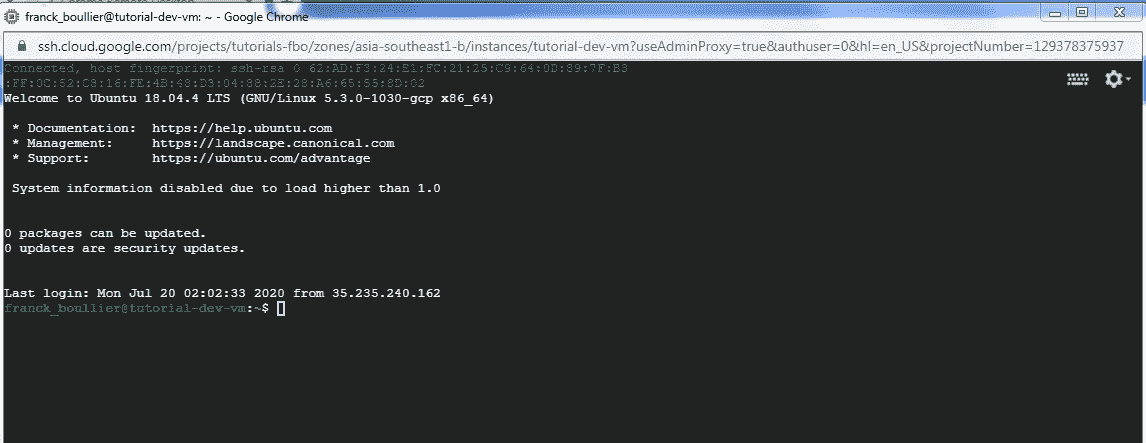 franck_boullier@tutorial-dev-vm: ~ - Google Chrome
ssh.cloud.google.com/projects/tutorials-fbo/zones/asia-southeast1-b/instances/tutorial-dev-vm?useAdminProxy=true&authuser=0&hl=en_US&projectNumber=129378375937
Connected, host fingerprint: ssh-rsa 0 62:AD:F3:24:E1:FC:21:25:C9:64:0D:89:7F:B3
:FF:0C:52:C8:16:FE:4B:48:D3:04:88:2E:28:A6:65:55:8D:02
Welcome to Ubuntu 18.04.4 LTS (GNU/Linux 5.3.0-1030-gcp x86_64)
* Documentation: https://help.ubuntu.com
* Management: https://landscape.canonical.com
* Support: https://ubuntu.com/advantage
System information disabled due to load higher than 1.0
0 packages can be updated.
0 updates are security updates.
Last login: Mon Jul 20 02:02:33 2020 from 35.235.240.162
franck_boullier@tutorial-dev-vm:~$